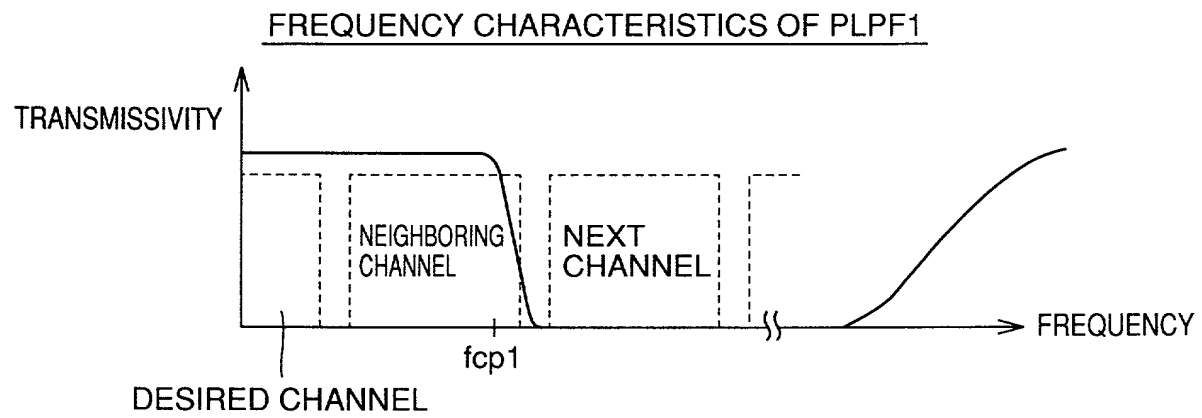 FREQUENCY CHARACTERISTICS OF PLPF1
TRANSMISSIVITY
NEIGHBORING
CHANNEL
NEXT
CHANNEL
fcp1
FREQUENCY
DESIRED CHANNEL